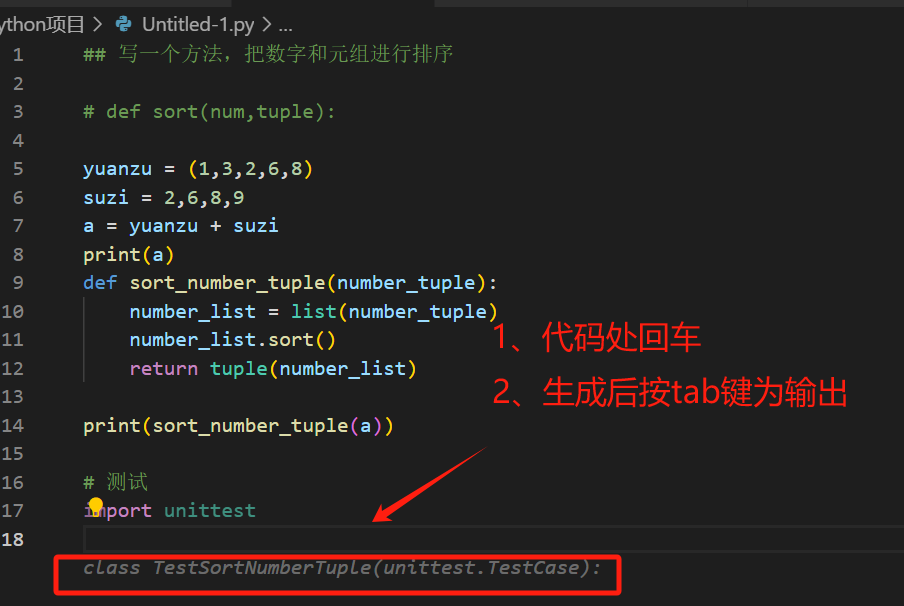 ython项目 > Untitled-1.py > ...
1 ## 写一个方法，把数字和元组进行排序
2
3 # def sort(num,tuple):
4
5 yuanzu = (1,3,2,6,8)
6 suzi = 2,6,8,9
7 a = yuanzu + suzi
8 print(a)
9 def sort_number_tuple(number_tuple):
10 number_list = list(number_tuple)
11 number_list.sort()
12 return tuple(number_list)
13
14 print(sort_number_tuple(a))
15
16 # 测试
17 import unittest
18
class TestSortNumberTuple(unittest.TestCase):
1、代码处回车
2、生成后按tab键为输出